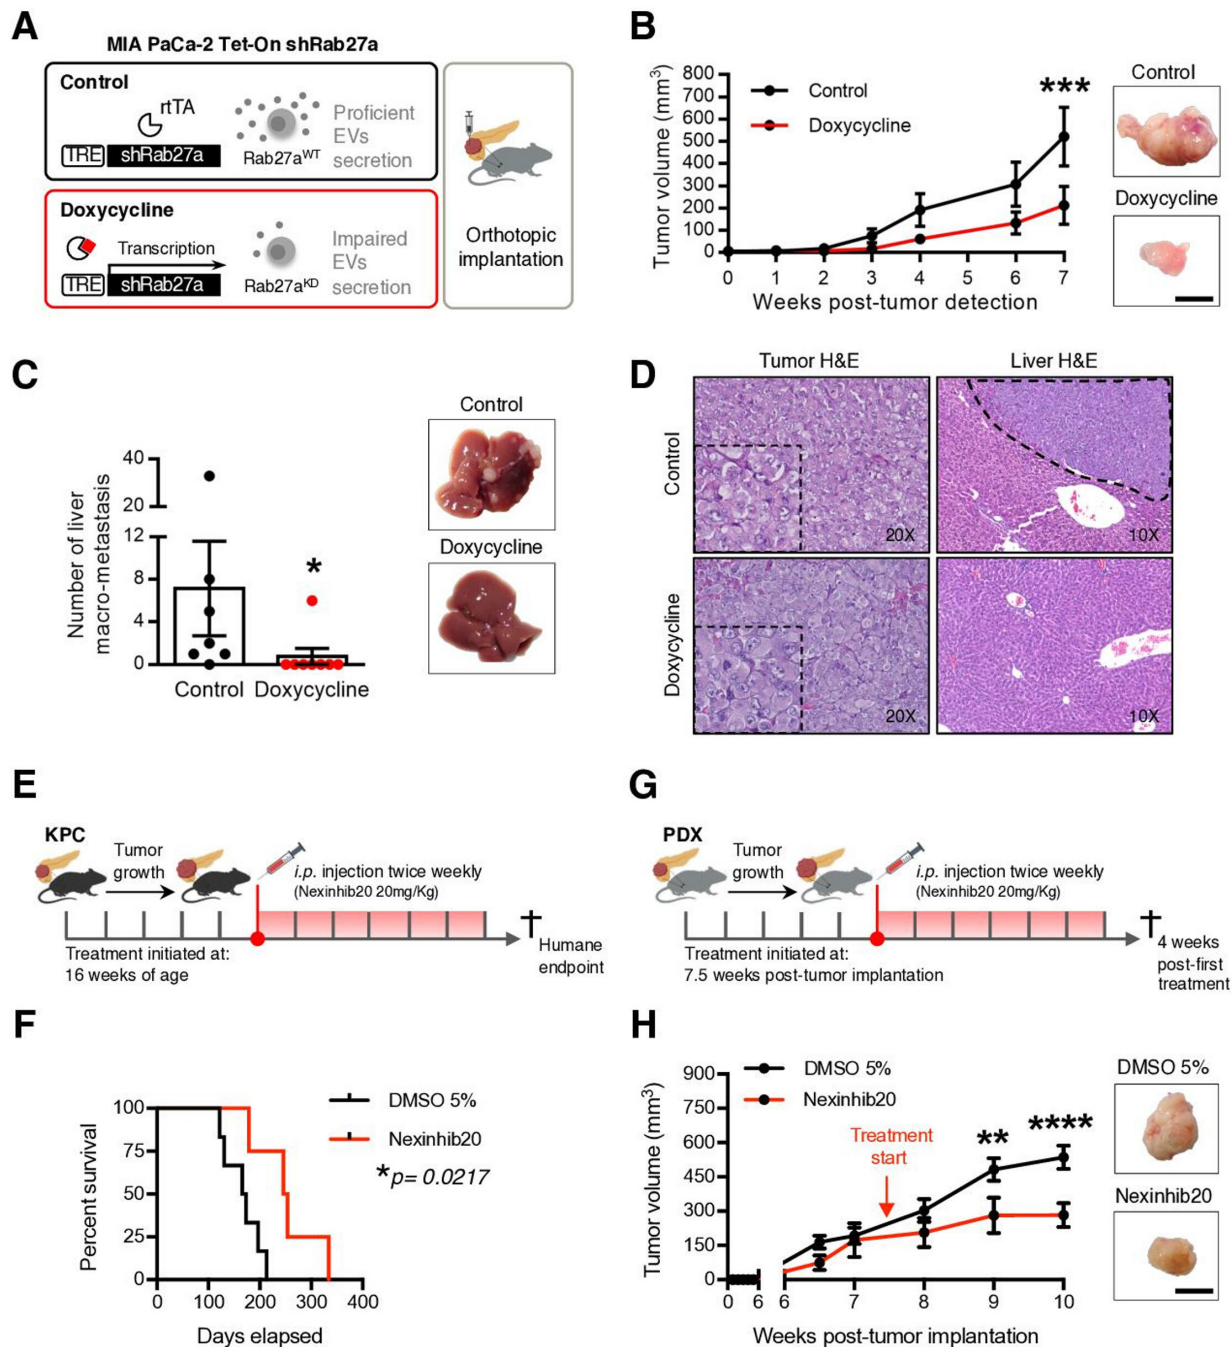 A
MIA PaCa-2 Tet-On shRab27a
Control
rtTA
TRE shRab27a
Rab27aWT
Proficient
EVs
secretion
Doxycycline
Transcription
TRE shRab27a
Rab27aKD
Impaired
EVs
secretion
Orthotopic
implantation
B
Tumor volume (mm3)
800
700
600
500
400
300
200
100
0
Control
Doxycycline
***
0 1 2 3 4 5 6 7
Weeks post-tumor detection
Control
Doxycycline
C
Number of liver
macro-metastasis
40
20
12
8
4
0
*
Control Doxycycline
Control
Doxycycline
D
Tumor H&E Liver H&E
Control
20X 10X
Doxycycline
20X 10X
E
KPC
Tumor
growth
i.p. injection twice weekly
(Nexinhib20 20mg/Kg)
Treatment initiated at:
16 weeks of age
Humane
endpoint
G
PDX
Tumor
growth
i.p. injection twice weekly
(Nexinhib20 20mg/Kg)
Treatment initiated at:
7.5 weeks post-tumor implantation
4 weeks
post-first
treatment
F
Percent survival
100
75
50
25
0
DMSO 5%
Nexinhib20
*p= 0.0217
0 100 200 300 400
Days elapsed
H
Tumor volume (mm3)
900
750
600
450
300
150
0
DMSO 5%
Nexinhib20
Treatment
start
** ****
0 6 6 7 8 9 10
Weeks post-tumor implantation
DMSO 5%
Nexinhib20